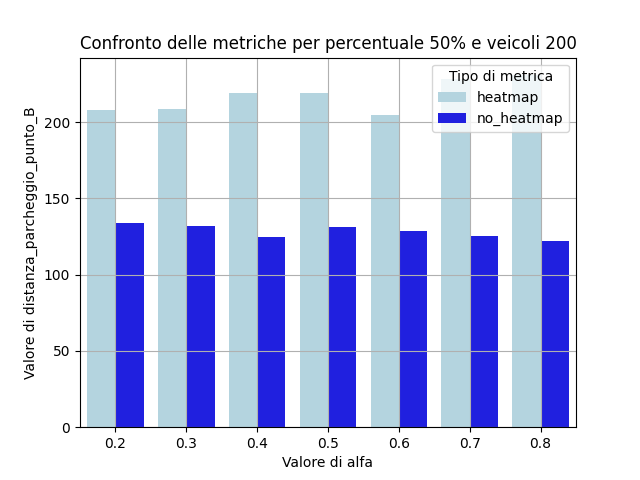 Confronto delle metriche per percentuale 50% e veicoli 200
Tipo di metrica
heatmap
no_heatmap
Valore di distanza_parcheggio_punto_B
200
150
100
50
0
0.2 0.3 0.4 0.5 0.6 0.7 0.8
Valore di alfa